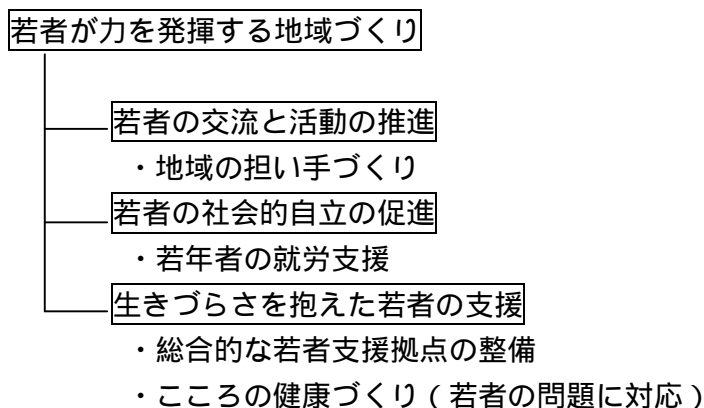 若者が力を発揮する地域づくり
若者の交流と活動の推進
・地域の担い手づくり
若者の社会的自立の促進
・若年者の就労支援
生きづらさを抱えた若者の支援
・総合的な若者支援拠点の整備
・こころの健康づくり（若者の問題に対応）